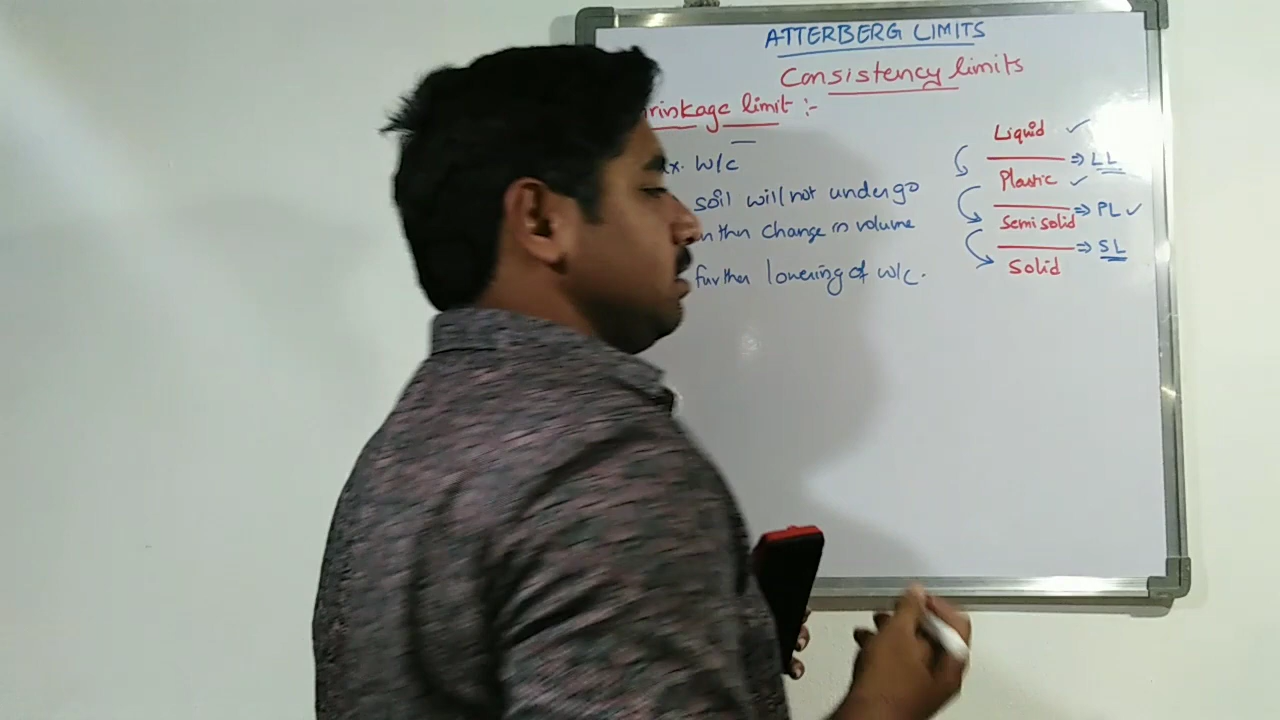 ATTERBERG LIMITS
Consistency limits
rinkage limit :-
x. w/c
soil will not undergo
change in volume
further lowering of w/c.
Liquid ✓
⇒ LL
Plastic ✓
⇒ PL ✓
Semi solid
⇒ SL
Solid